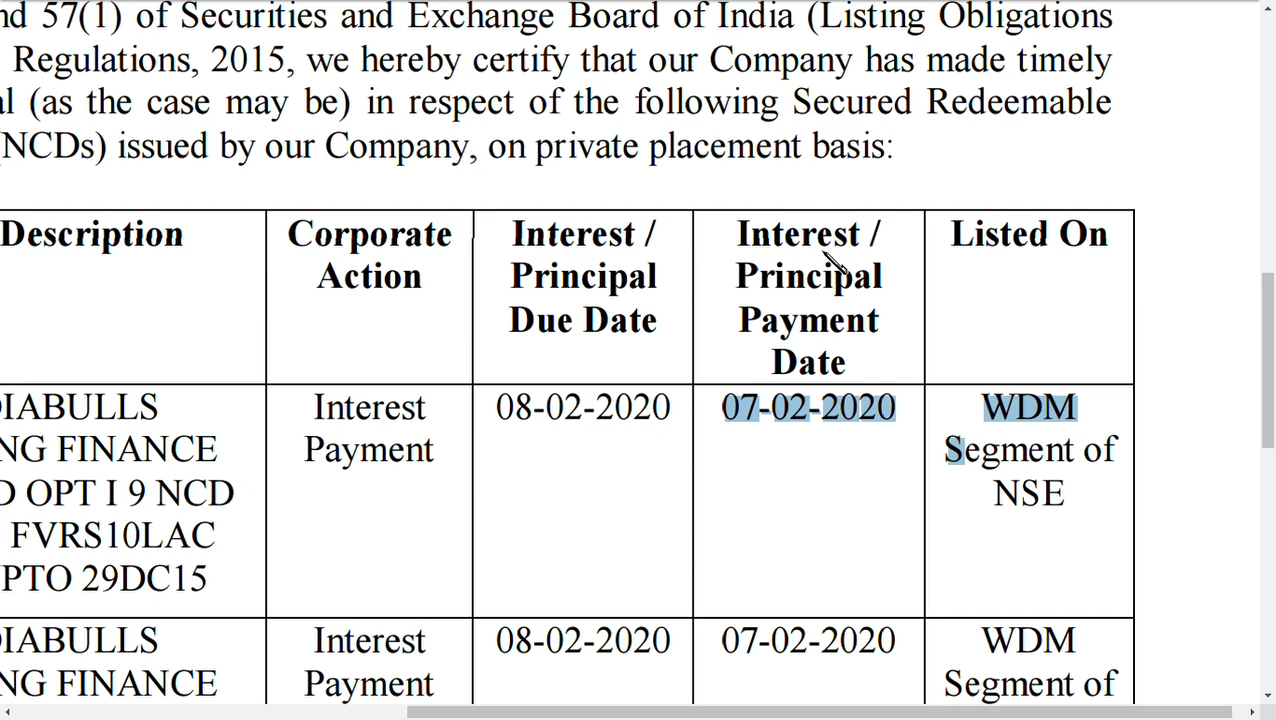 nd 57(1) of Securities and Exchange Board of India (Listing Obligations
Regulations, 2015, we hereby certify that our Company has made timely
al (as the case may be) in respect of the following Secured Redeemable
(NCDs) issued by our Company, on private placement basis:
Description
Corporate
Action
Interest /
Principal
Due Date
Interest /
Principal
Payment
Date
Listed On
DIABULLS
NG FINANCE
D OPT I 9 NCD
FVRS10LAC
PTO 29DC15
Interest
Payment
08-02-2020
07-02-2020
WDM
Segment of
NSE
DIABULLS
NG FINANCE
Interest
Payment
08-02-2020
07-02-2020
WDM
Segment of